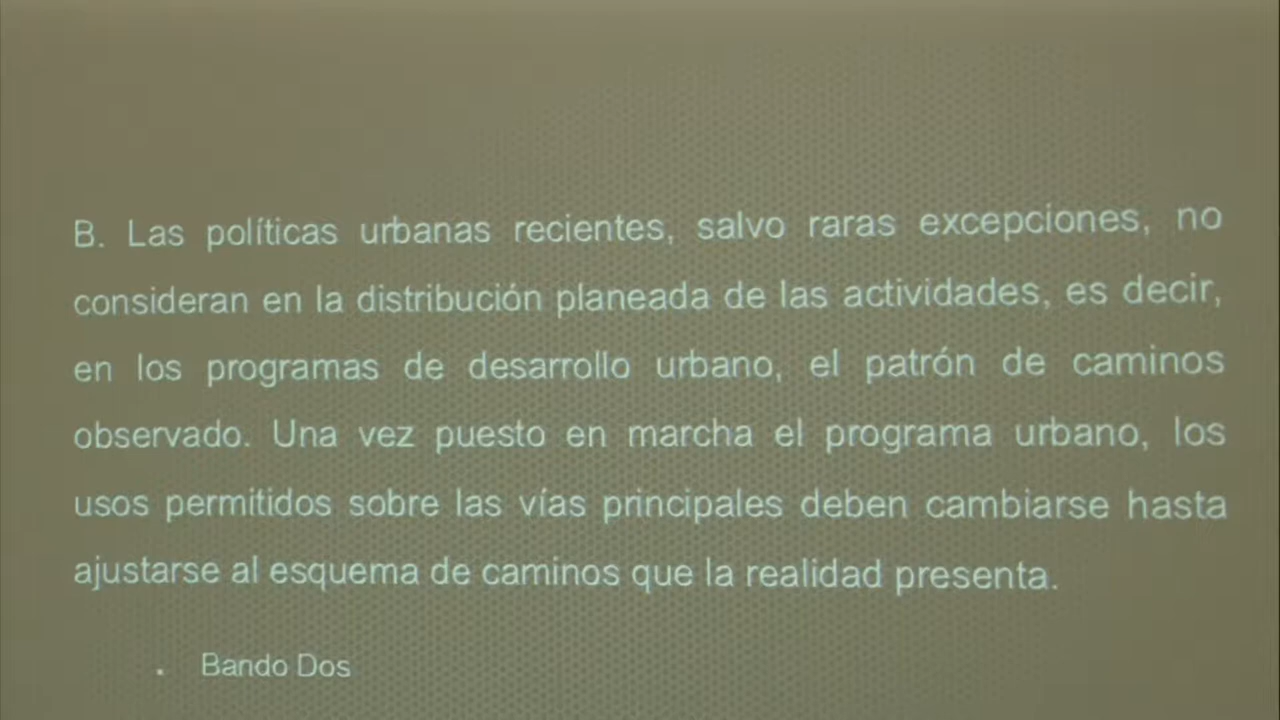 B. Las políticas urbanas recientes, salvo raras excepciones, no
consideran en la distribución planeada de las actividades, es decir,
en los programas de desarrollo urbano, el patrón de caminos
observado. Una vez puesto en marcha el programa urbano, los
usos permitidos sobre las vías principales deben cambiarse hasta
ajustarse al esquema de caminos que la realidad presenta.
. Bando Dos